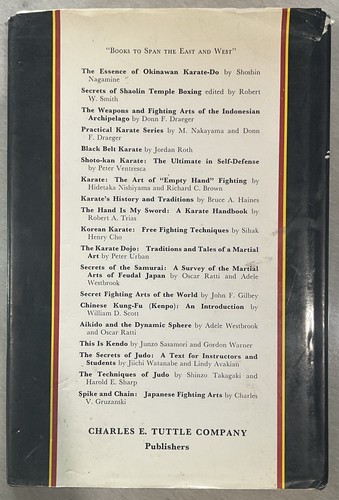 "Books to Span the East and West"
The Essence of Okinawan Karate-Do by Shoshin
Nagamine
Secrets of Shaolin Temple Boxing edited by Robert
W. Smith
The Weapons and Fighting Arts of the Indonesian
Archipelago by Donn F. Draeger
Practical Karate Series by M. Nakayama and Donn
F. Draeger
Black Belt Karate by Jordan Roth
Shoto-kan Karate: The Ultimate in Self-Defense
by Peter Ventresca
Karate: The Art of "Empty Hand" Fighting by
Hidetaka Nishiyama and Richard C. Brown
Karate's History and Traditions by Bruce A. Haines
The Hand Is My Sword: A Karate Handbook by
Robert A. Trias
Korean Karate: Free Fighting Techniques by Sihak
Henry Cho
The Karate Dojo: Traditions and Tales of a Martial
Art by Peter Urban
Secrets of the Samurai: A Survey of the Martial
Arts of Feudal Japan by Oscar Ratti and Adele
Westbrook
Secret Fighting Arts of the World by John F. Gilbey
Chinese Kung-Fu (Kenpo): An Introduction by
William D. Scott
Aikido and the Dynamic Sphere by Adele Westbrook
and Oscar Ratti
This Is Kendo by Junzo Sasamori and Gordon Warner
The Secrets of Judo: A Text for Instructors and
Students by Jiichi Watanabe and Lindy Avakian
The Techniques of Judo by Shinzo Takagaki and
Harold E. Sharp
Spike and Chain: Japanese Fighting Arts by Charles
V. Gruzanski
CHARLES E. TUTTLE COMPANY
Publishers